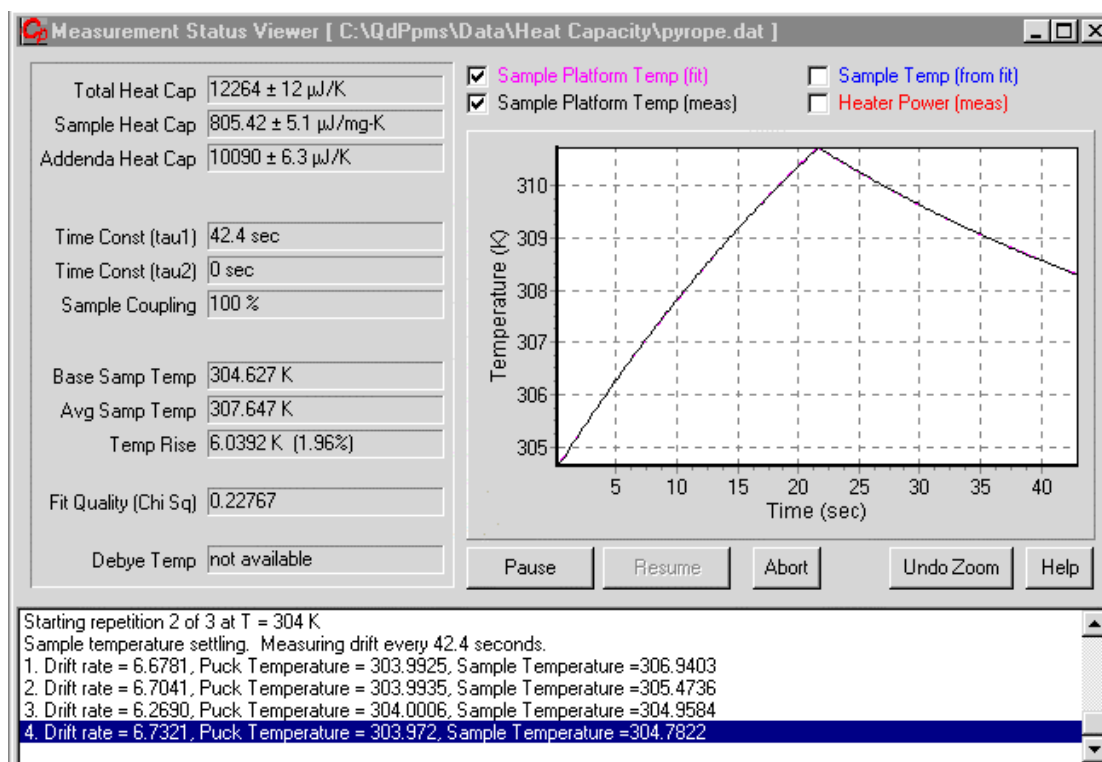 Cp Measurement Status Viewer [ C:\QdPpms\Data\Heat Capacity\pyrope.dat ]
Total Heat Cap 12264 ± 12 µJ/K
Sample Heat Cap 805.42 ± 5.1 µJ/mg-K
Addenda Heat Cap 10090 ± 6.3 µJ/K
Time Const (tau1) 42.4 sec
Time Const (tau2) 0 sec
Sample Coupling 100 %
Base Samp Temp 304.627 K
Avg Samp Temp 307.647 K
Temp Rise 6.0392 K (1.96%)
Fit Quality (Chi Sq) 0.22767
Debye Temp not available
Sample Platform Temp (fit) Sample Temp (from fit)
Sample Platform Temp (meas) Heater Power (meas)
Temperature (K)
310
309
308
307
306
305
5 10 15 20 25 30 35 40
Time (sec)
Pause Resume Abort Undo Zoom Help
Starting repetition 2 of 3 at T = 304 K
Sample temperature settling. Measuring drift every 42.4 seconds.
1. Drift rate = 6.6781, Puck Temperature = 303.9925, Sample Temperature =306.9403
2. Drift rate = 6.7041, Puck Temperature = 303.9935, Sample Temperature =305.4736
3. Drift rate = 6.2690, Puck Temperature = 304.0006, Sample Temperature =304.9584
4. Drift rate = 6.7321, Puck Temperature = 303.972, Sample Temperature =304.7822